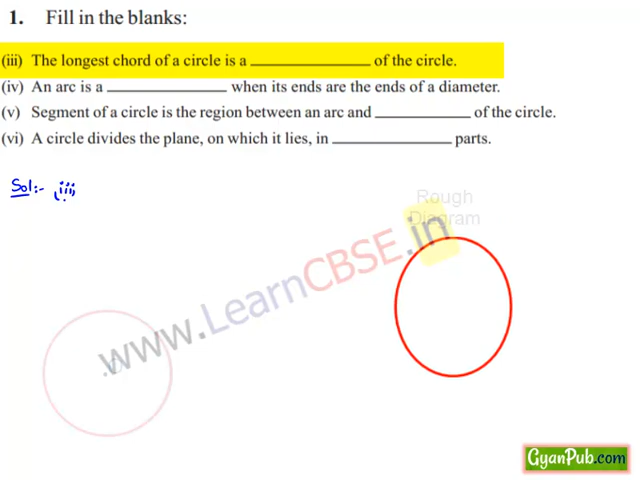 1. Fill in the blanks:
(iii) The longest chord of a circle is a ____________ of the circle.
(iv) An arc is a ____________ when its ends are the ends of a diameter.
(v) Segment of a circle is the region between an arc and ____________ of the circle.
(vi) A circle divides the plane, on which it lies, in ____________ parts.
Sol:- (iii)
Rough
Diagram
www.LearnCBSE.in
GyanPub.com